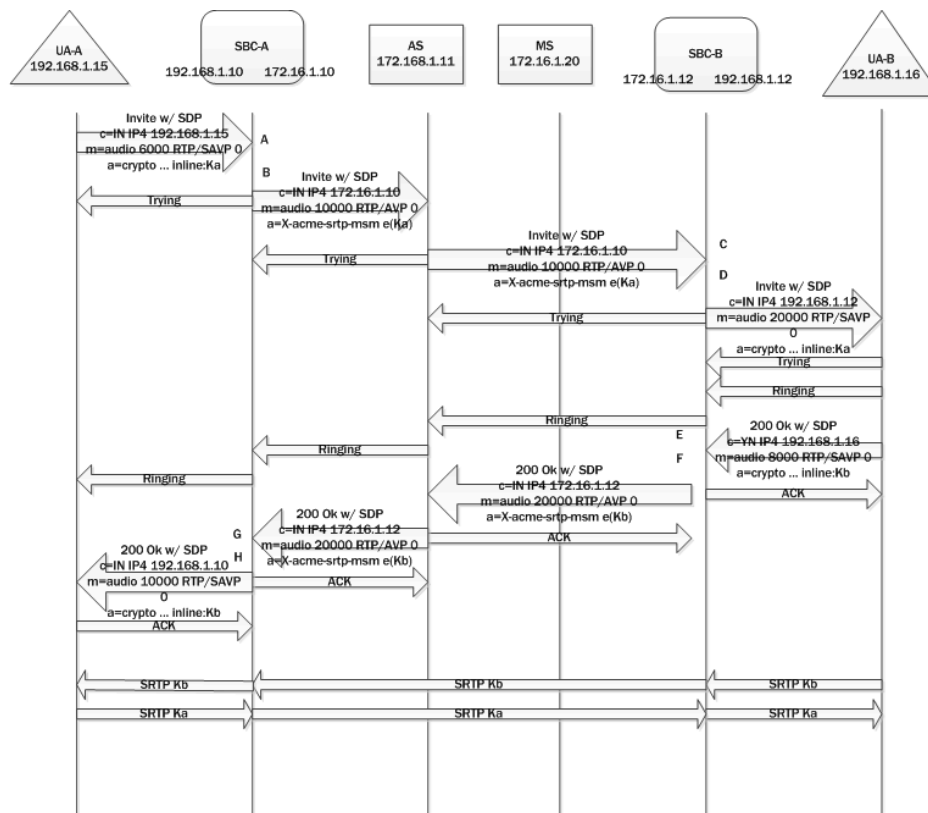 UA-A
192.168.1.15
SBC-A
192.168.1.10 172.16.1.10
AS
172.168.1.11
MS
172.16.1.20
SBC-B
172.16.1.12 192.168.1.12
UA-B
192.168.1.16
Invite w/ SDP
c=IN IP4 192.168.1.15
m=audio 6000 RTP/SAVP 0
a=crypto ... inline:Ka
A
B
Invite w/ SDP
c=IN IP4 172.16.1.10
m=audio 10000 RTP/AVP 0
a=X-acme-srtp-msm e(Ka)
Trying
Invite w/ SDP
c=IN IP4 172.16.1.10
m=audio 10000 RTP/AVP 0
a=X-acme-srtp-msm e(Ka)
Trying
C
D
Invite w/ SDP
c=IN IP4 192.168.1.12
m=audio 20000 RTP/SAVP
0
a=crypto ... inline:Ka
Trying
Trying
Ringing
Ringing
Ringing
Ringing
E
F
200 Ok w/ SDP
c=YN IP4 192.168.1.16
m=audio 8000 RTP/SAVP 0
a=crypto ... inline:Kb
ACK
200 Ok w/ SDP
c=IN IP4 172.16.1.12
m=audio 20000 RTP/AVP 0
a=X-acme-srtp-msm e(Kb)
ACK
G
H
200 Ok w/ SDP
c=IN IP4 172.16.1.12
m=audio 20000 RTP/AVP 0
a=X-acme-srtp-msm e(Kb)
ACK
200 Ok w/ SDP
c=IN IP4 192.168.1.10
m=audio 10000 RTP/SAVP
0
a=crypto ... inline:Kb
ACK
SRTP Kb
SRTP Kb
SRTP Kb
SRTP Ka
SRTP Ka
SRTP Ka